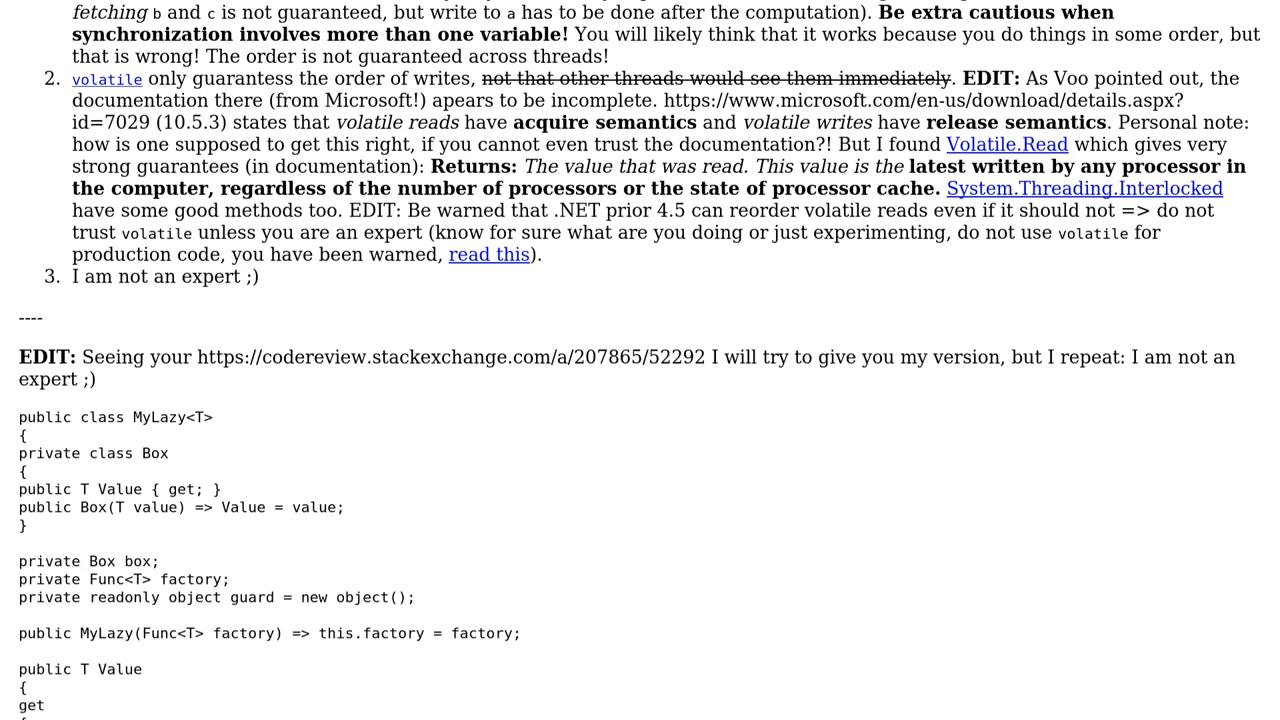 fetching b and c is not guaranteed, but write to a has to be done after the computation). Be extra cautious when
synchronization involves more than one variable! You will likely think that it works because you do things in some order, but
that is wrong! The order is not guaranteed across threads!
2. volatile only guarantess the order of writes, not that other threads would see them immediately. EDIT: As Voo pointed out, the
documentation there (from Microsoft!) apears to be incomplete. https://www.microsoft.com/en-us/download/details.aspx?
id=7029 (10.5.3) states that volatile reads have acquire semantics and volatile writes have release semantics. Personal note:
how is one supposed to get this right, if you cannot even trust the documentation?! But I found Volatile.Read which gives very
strong guarantees (in documentation): Returns: The value that was read. This value is the latest written by any processor in
the computer, regardless of the number of processors or the state of processor cache. System.Threading.Interlocked
have some good methods too. EDIT: Be warned that .NET prior 4.5 can reorder volatile reads even if it should not => do not
trust volatile unless you are an expert (know for sure what are you doing or just experimenting, do not use volatile for
production code, you have been warned, read this).
3. I am not an expert ;)
----
EDIT: Seeing your https://codereview.stackexchange.com/a/207865/52292 I will try to give you my version, but I repeat: I am not an
expert ;)
public class MyLazy<T>
{
private class Box
{
public T Value { get; }
public Box(T value) => Value = value;
}
private Box box;
private Func<T> factory;
private readonly object guard = new object();
public MyLazy(Func<T> factory) => this.factory = factory;
public T Value
{
get